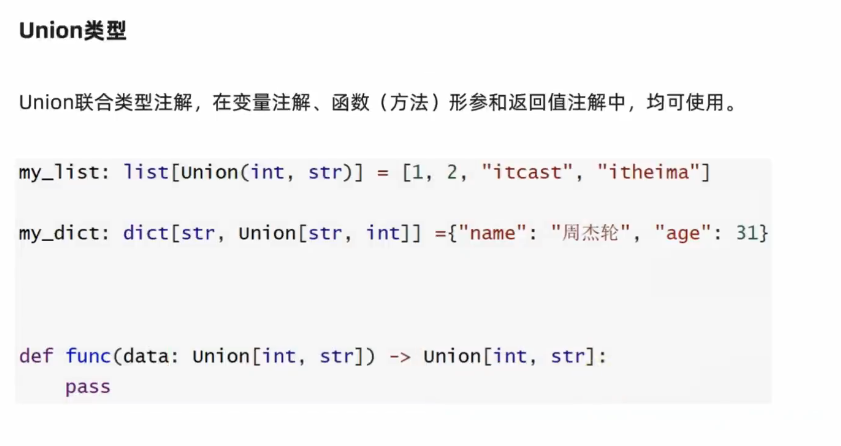 Union类型
Union联合类型注解，在变量注解、函数（方法）形参和返回值注解中，均可使用。
my_list: list[Union(int, str)] = [1, 2, "itcast", "itheima"]
my_dict: dict[str, Union[str, int]] ={"name": "周杰轮", "age": 31}
def func(data: Union[int, str]) -> Union[int, str]:
    pass